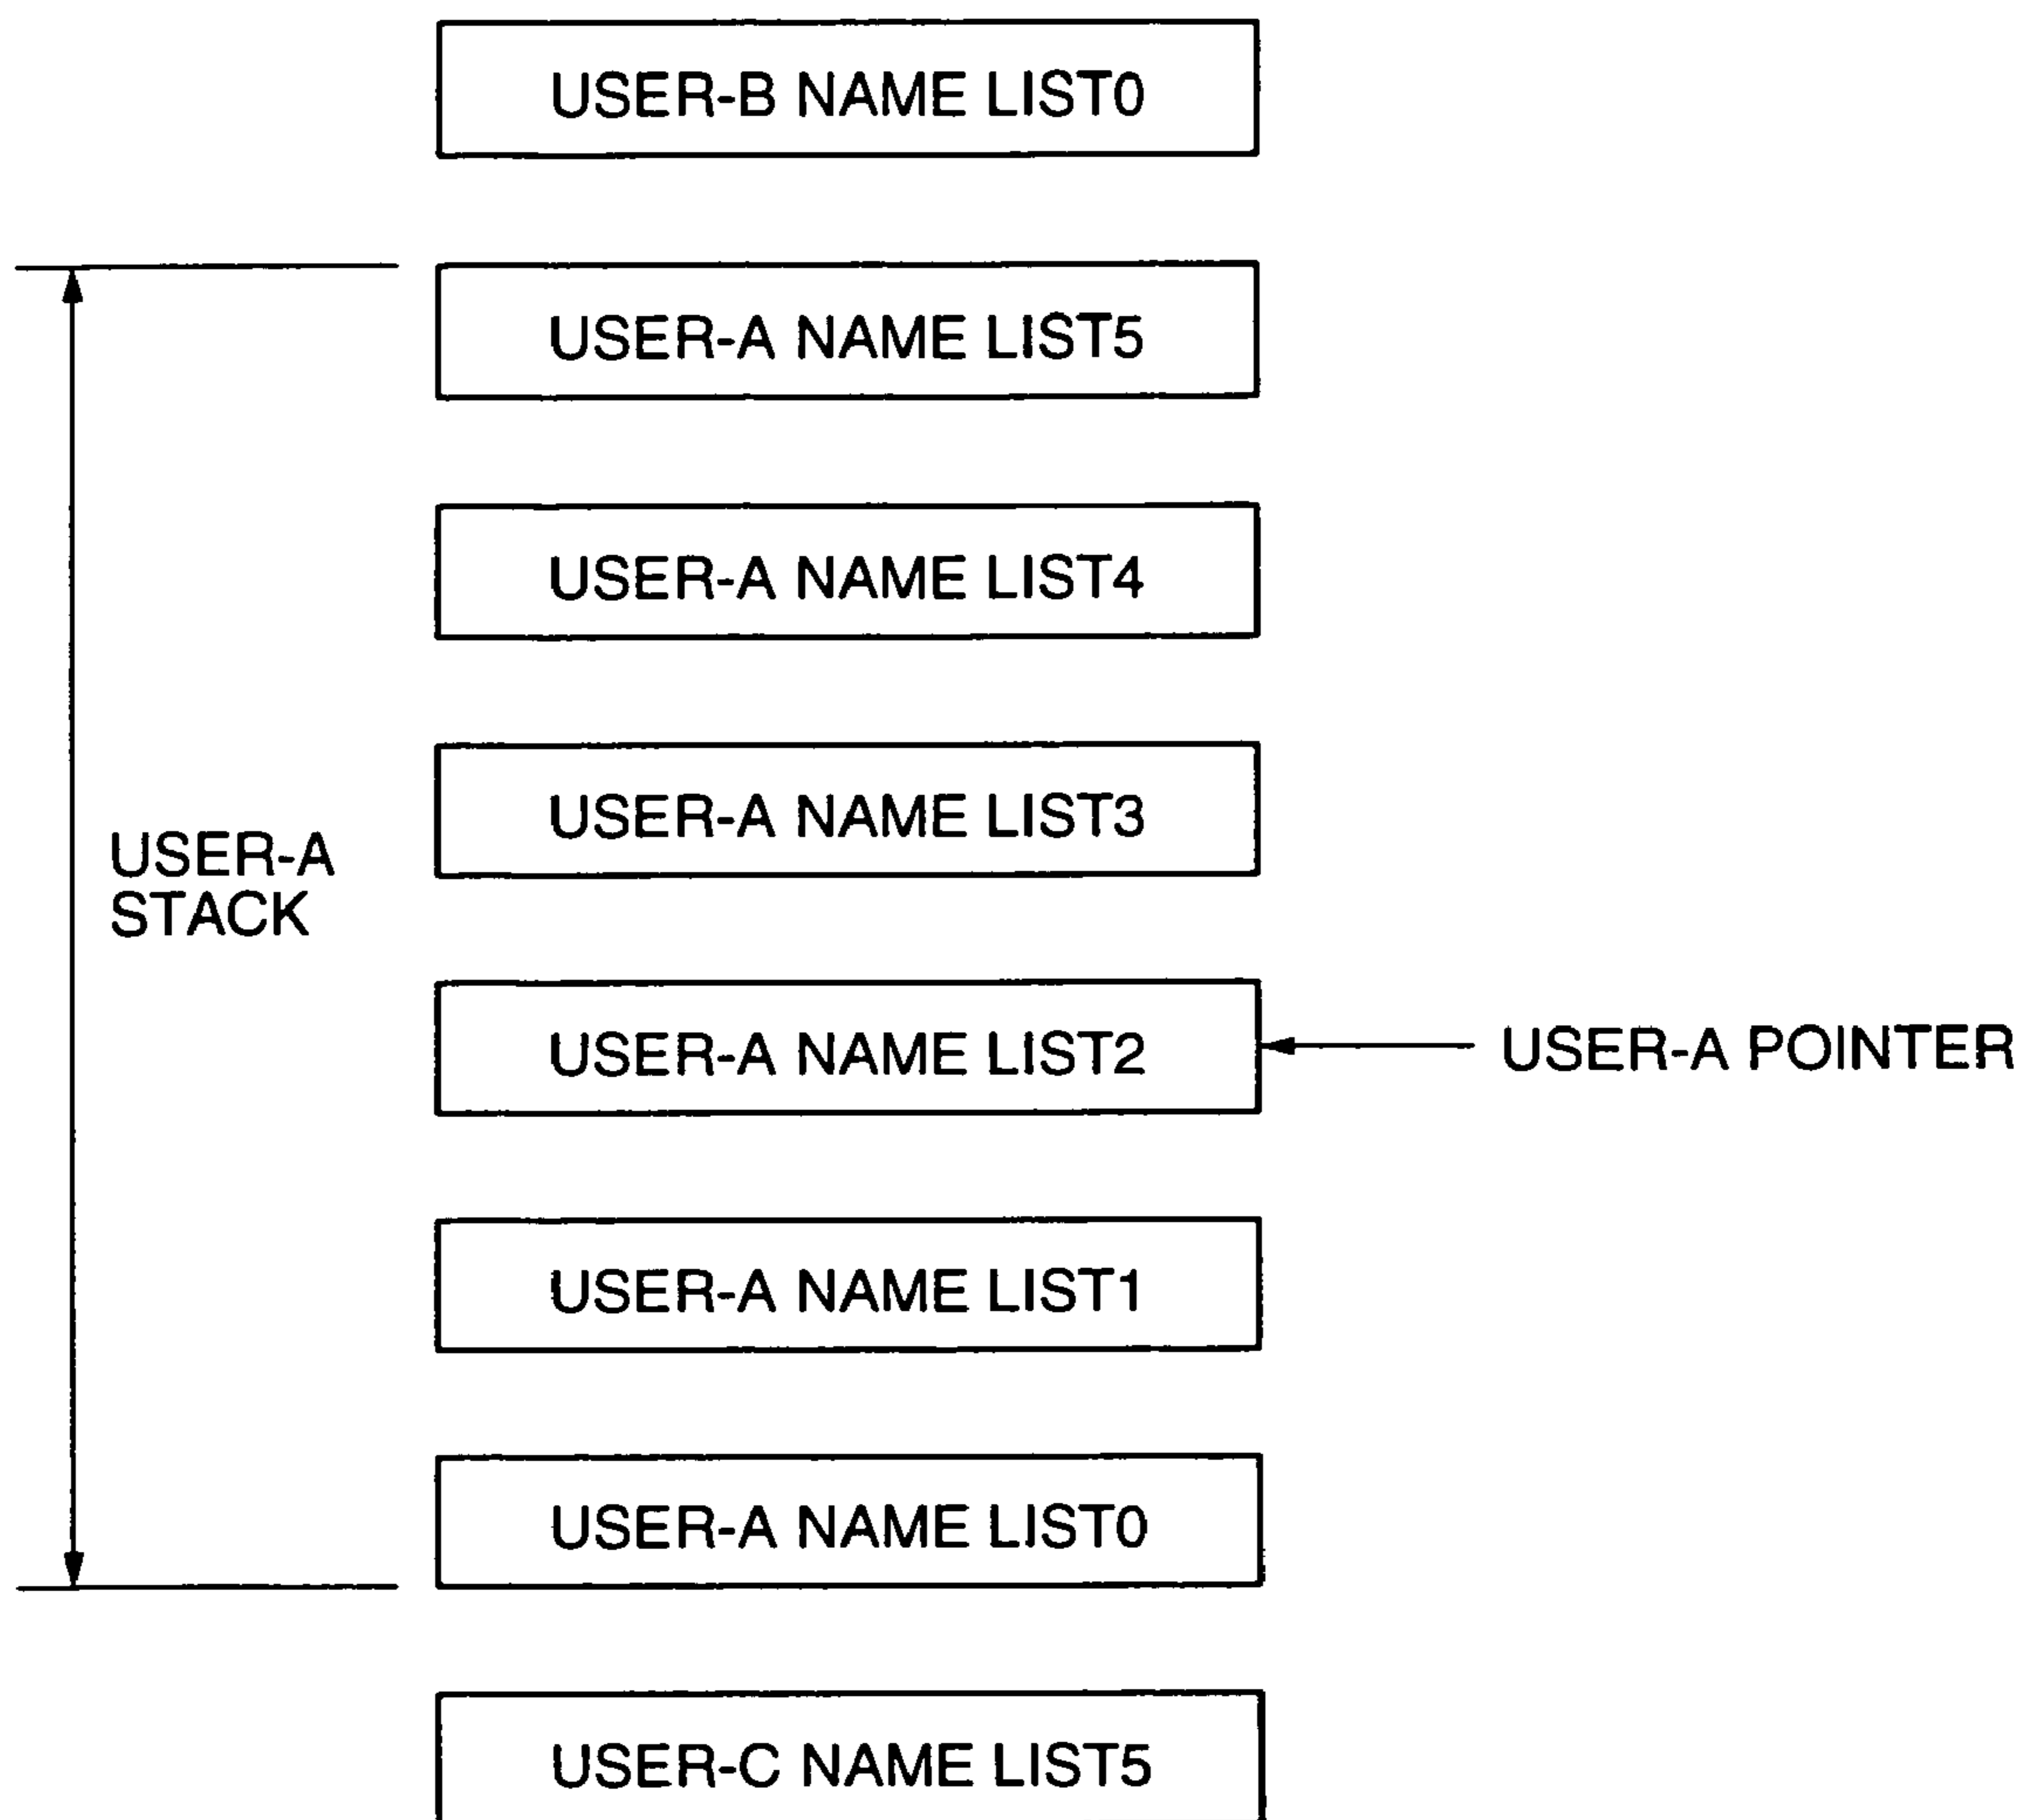 USER-B NAME LIST0
USER-A NAME LIST5
USER-A NAME LIST4
USER-A NAME LIST3
USER-A
STACK
USER-A NAME LIST2
USER-A POINTER
USER-A NAME LIST1
USER-A NAME LIST0
USER-C NAME LIST5